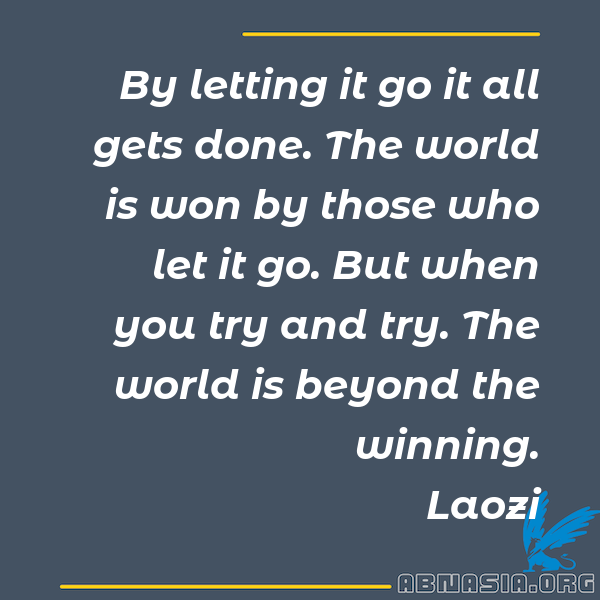 By letting it go it all
gets done. The world
is won by those who
let it go. But when
you try and try. The
world is beyond the
winning.
Laozi
ABNASIA.ORG